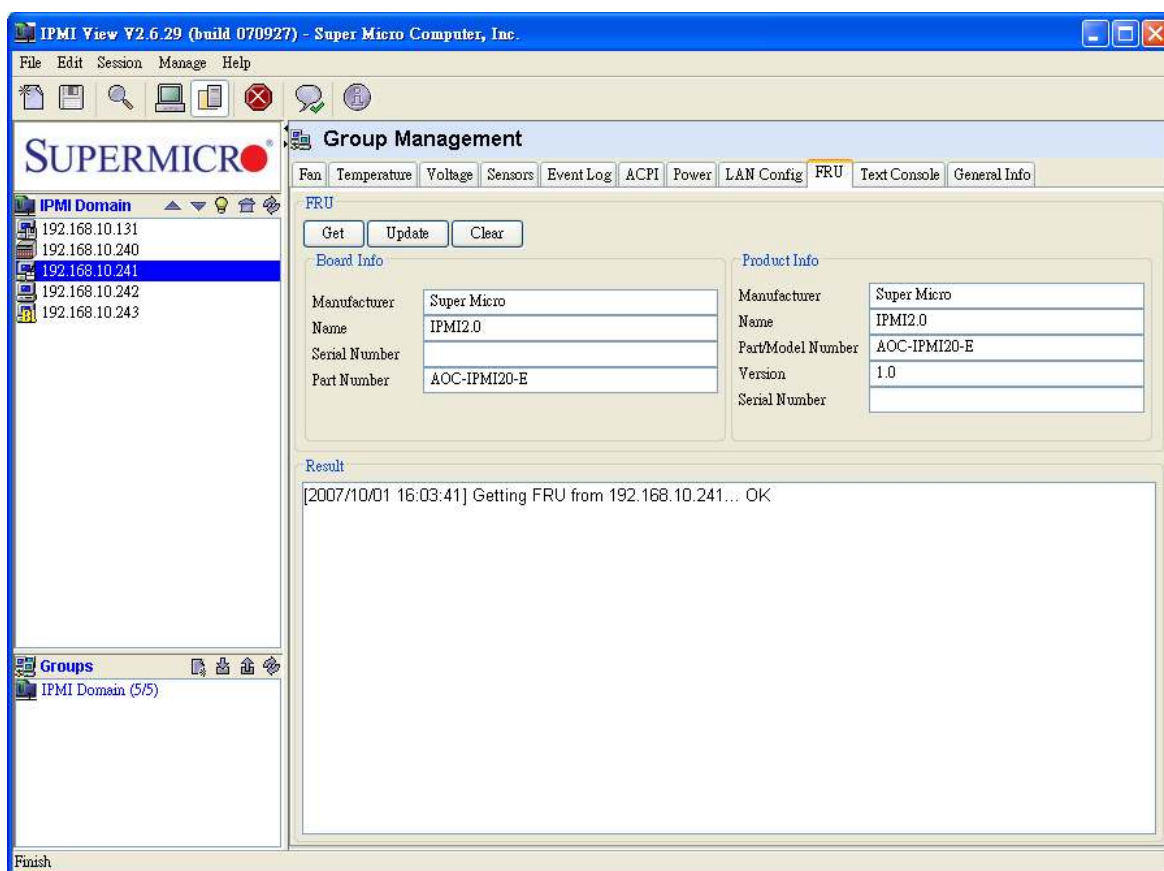 IPMI View V2.6.29 (build 070927) - Super Micro Computer, Inc.
File Edit Session Manage Help
SUPERMICRO
Group Management
Fan Temperature Voltage Sensors Event Log ACPI Power LAN Config FRU Text Console General Info
IPMI Domain
192.168.10.131
192.168.10.240
192.168.10.241
192.168.10.242
192.168.10.243
FRU
Get Update Clear
Board Info
Manufacturer Super Micro
Name IPMI2.0
Serial Number
Part Number AOC-IPMI20-E
Product Info
Manufacturer Super Micro
Name IPMI2.0
Part/Model Number AOC-IPMI20-E
Version 1.0
Serial Number
Result
[2007/10/01 16:03:41] Getting FRU from 192.168.10.241... OK
Groups
IPMI Domain (5/5)
Finish